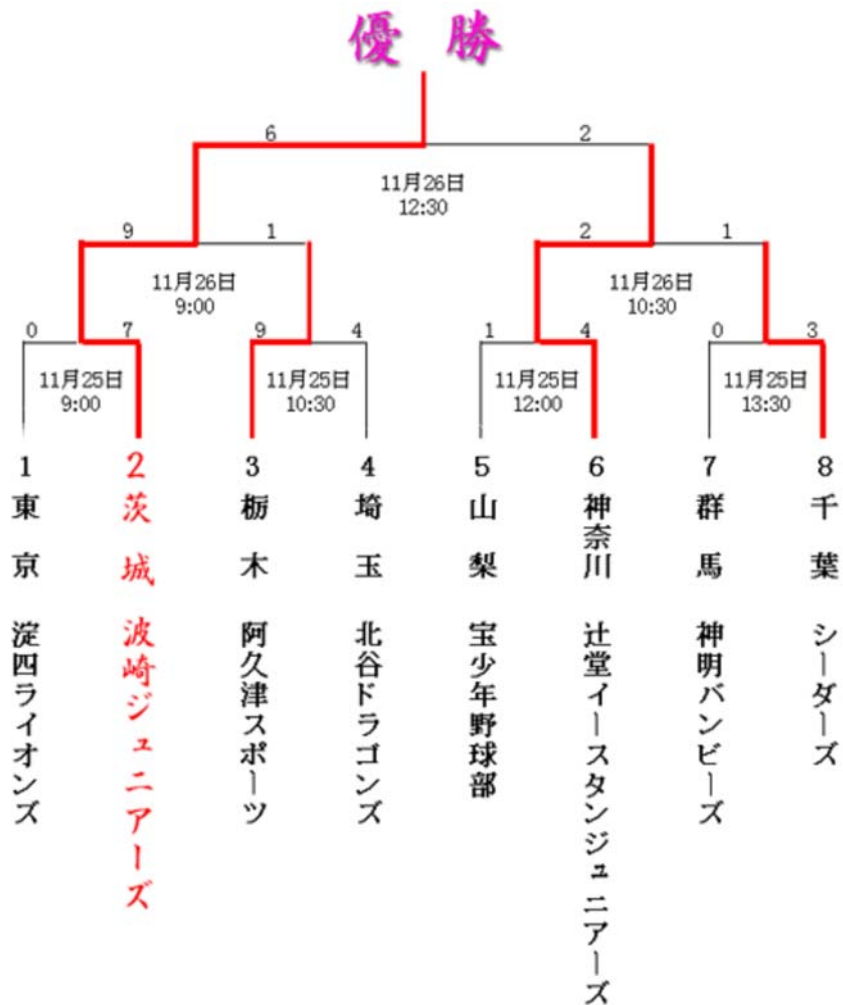 優 勝
6 2
11月26日
12:30
9 1 2 1
11月26日
9:00
11月26日
10:30
0 7 9 4 1 4 0 3
11月25日
9:00
11月25日
10:30
11月25日
12:00
11月25日
13:30
1 東京 淀四ライオンズ
2 茨城 波崎ジュニアーズ
3 栃木 阿久津スポーツ
4 埼玉 北谷ドラゴンズ
5 山梨 宝少年野球部
6 神奈川 辻堂イースタンジュニアーズ
7 群馬 神明バンビーズ
8 千葉 シーダーズ